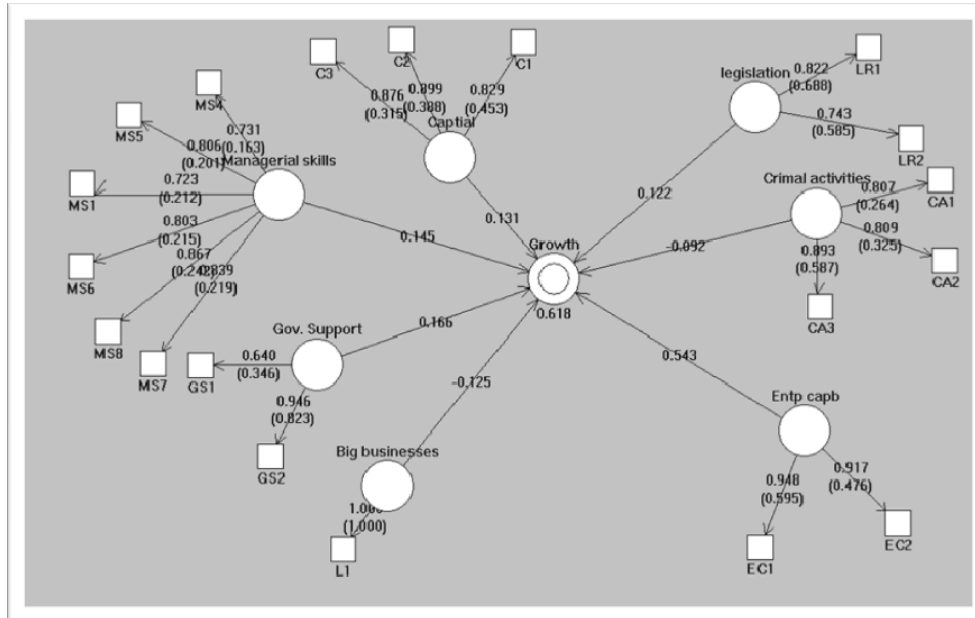 C3
C2
C1
0.876
(0.315)
0.899
(0.388)
0.829
(0.453)
Captial
legislation
0.822
(0.688)
LR1
0.743
(0.585)
LR2
MS4
0.731
(0.163)
MS5
0.806
(0.201)
Managerial skills
MS1
0.723
(0.212)
MS6
0.803
(0.215)
MS8
0.867
MS7
0.839
(0.219)
Crimal activities
0.807
(0.264)
CA1
0.809
(0.325)
CA2
0.893
(0.587)
CA3
0.122
0.131
0.145
-0.092
Growth
0.618
Gov. Support
0.166
GS1
0.640
(0.346)
0.946
(0.823)
GS2
-0.125
0.543
Big businesses
1.000
(1.000)
L1
Entp capb
0.948
(0.595)
EC1
0.917
(0.476)
EC2